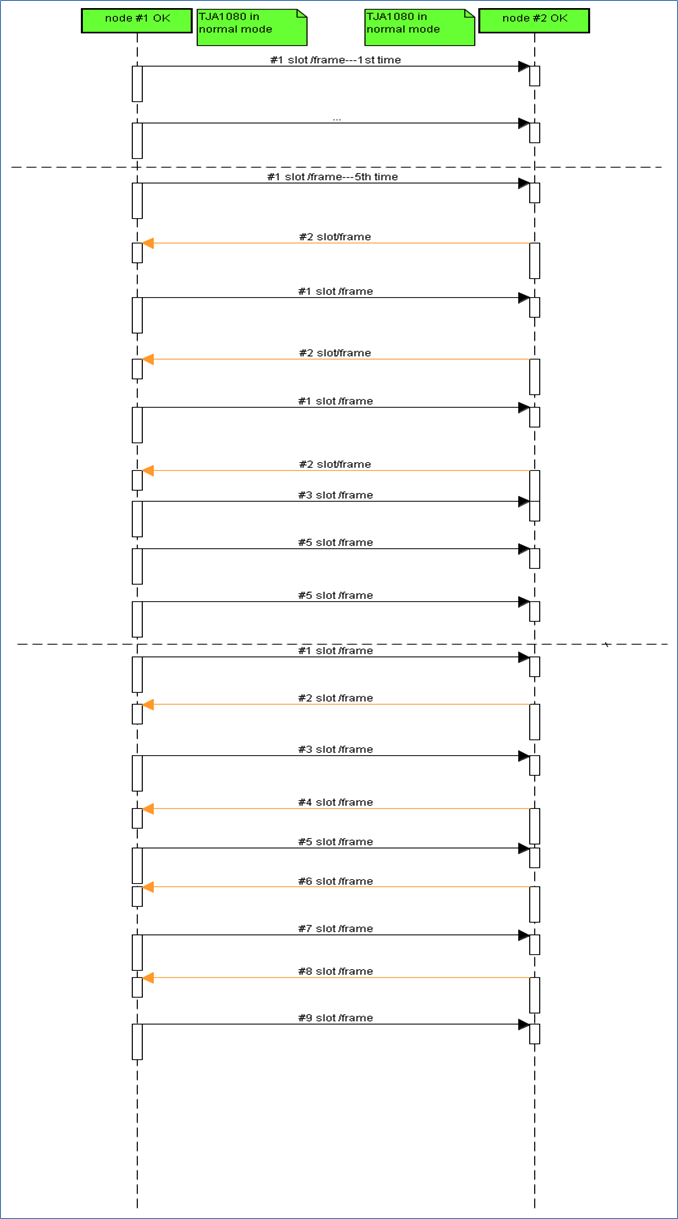 node #1 OK
TJA1080 in
normal mode
TJA1080 in
normal mode
node #2 OK
#1 slot /frame---1st time
...
#1 slot /frame---5th time
#2 slot/frame
#1 slot /frame
#2 slot/frame
#1 slot /frame
#2 slot/frame
#3 slot /frame
#5 slot /frame
#5 slot /frame
#1 slot /frame
#2 slot /frame
#3 slot /frame
#4 slot /frame
#5 slot /frame
#6 slot /frame
#7 slot /frame
#8 slot /frame
#9 slot /frame